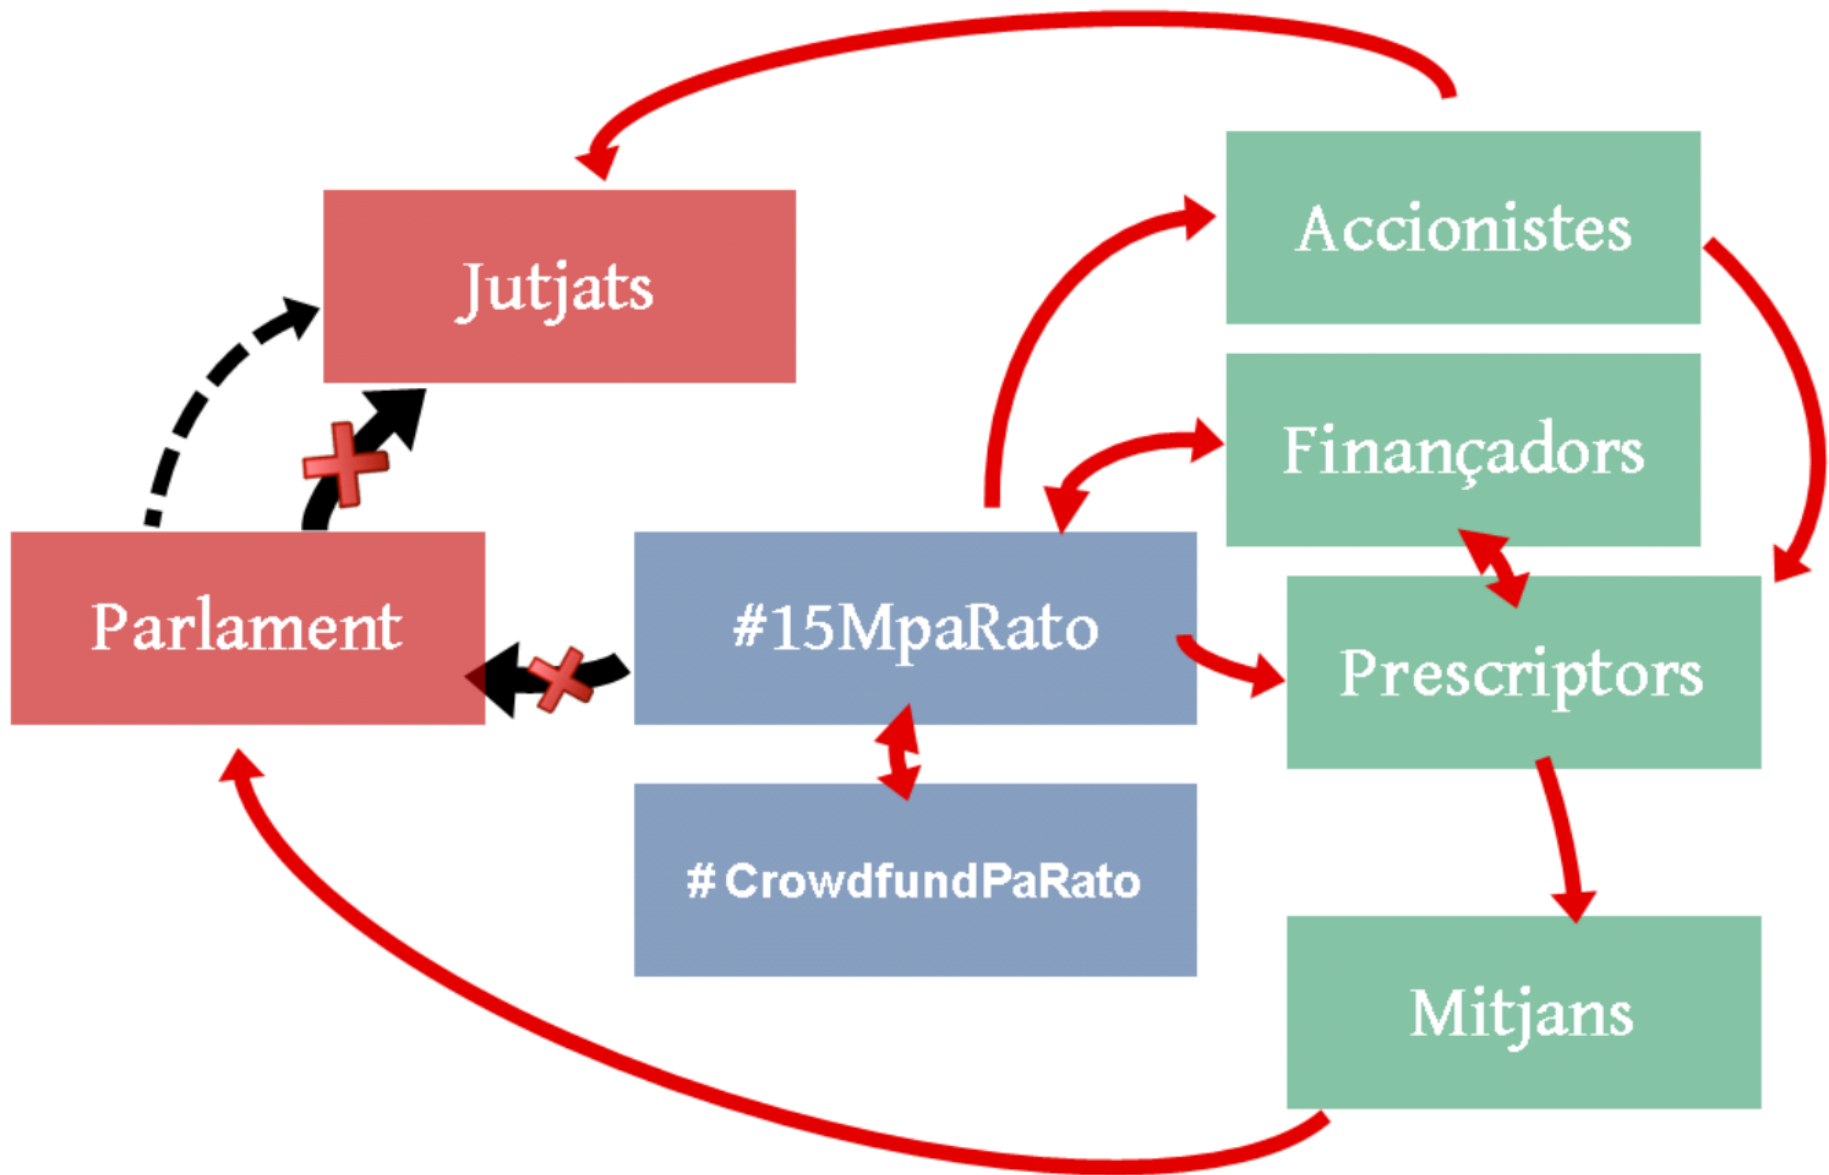 Accionistes
Jutjats
Finançadors
Parlament
#15MpaRato
Prescriptors
# CrowdfundPaRato
Mitjans